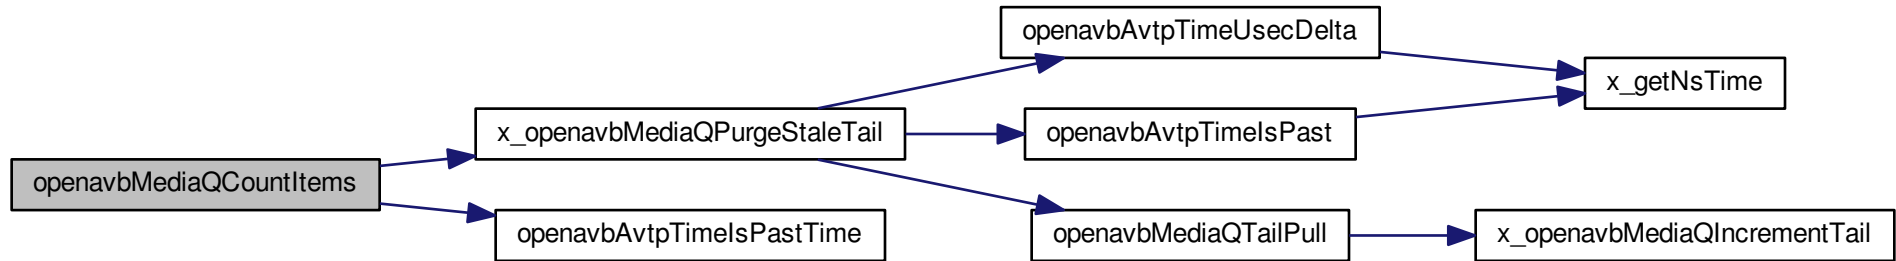 openavbMediaQCountItems
x_openavbMediaQPurgeStaleTail
openavbAvtpTimeIsPastTime
openavbAvtpTimeUsecDelta
openavbAvtpTimeIsPast
openavbMediaQTailPull
x_getNsTime
x_openavbMediaQIncrementTail